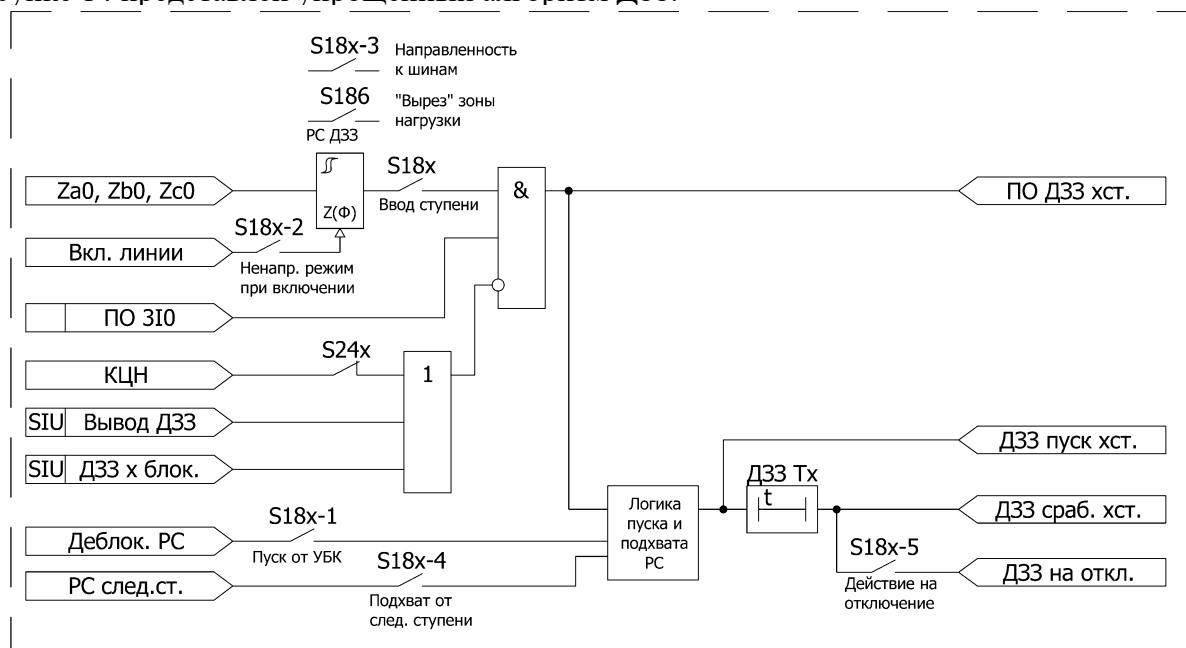 S18x-3
Направленность
к шинам
S186
"Вырез" зоны
нагрузки
РС ДЗЗ
Za0, Zb0, Zc0
Z(Ф)
S18x
Ввод ступени
&
ПО ДЗЗ хст.
Вкл. линии
S18x-2
Ненапр. режим
при включении
ПО 3I0
КЦН
S24x
1
SIU Вывод ДЗЗ
SIU ДЗЗ х блок.
ДЗЗ пуск хст.
ДЗЗ Тх
t
Логика
пуска и
подхвата
РС
ДЗЗ сраб. хст.
Деблок. РС
S18x-1
Пуск от УБК
S18x-5
Действие на
отключение
ДЗЗ на откл.
РС след.ст.
S18x-4
Подхват от
след. ступени